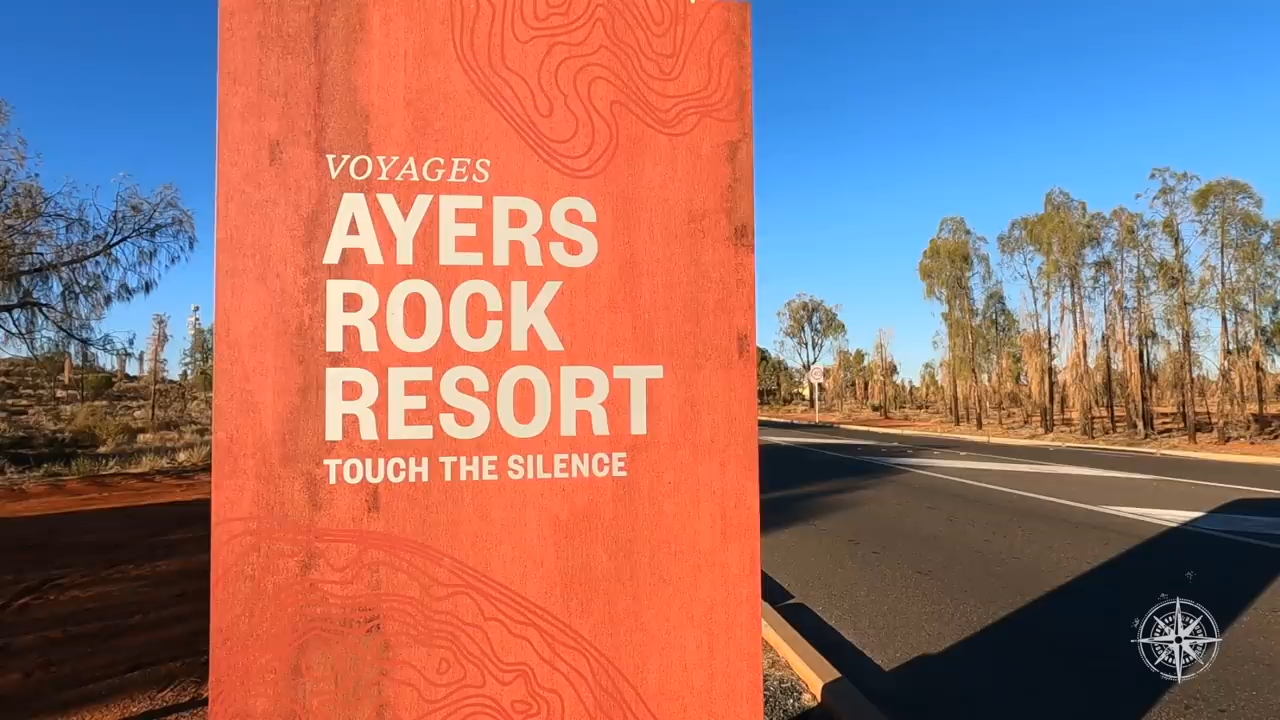 VOYAGES
AYERS
ROCK
RESORT
TOUCH THE SILENCE